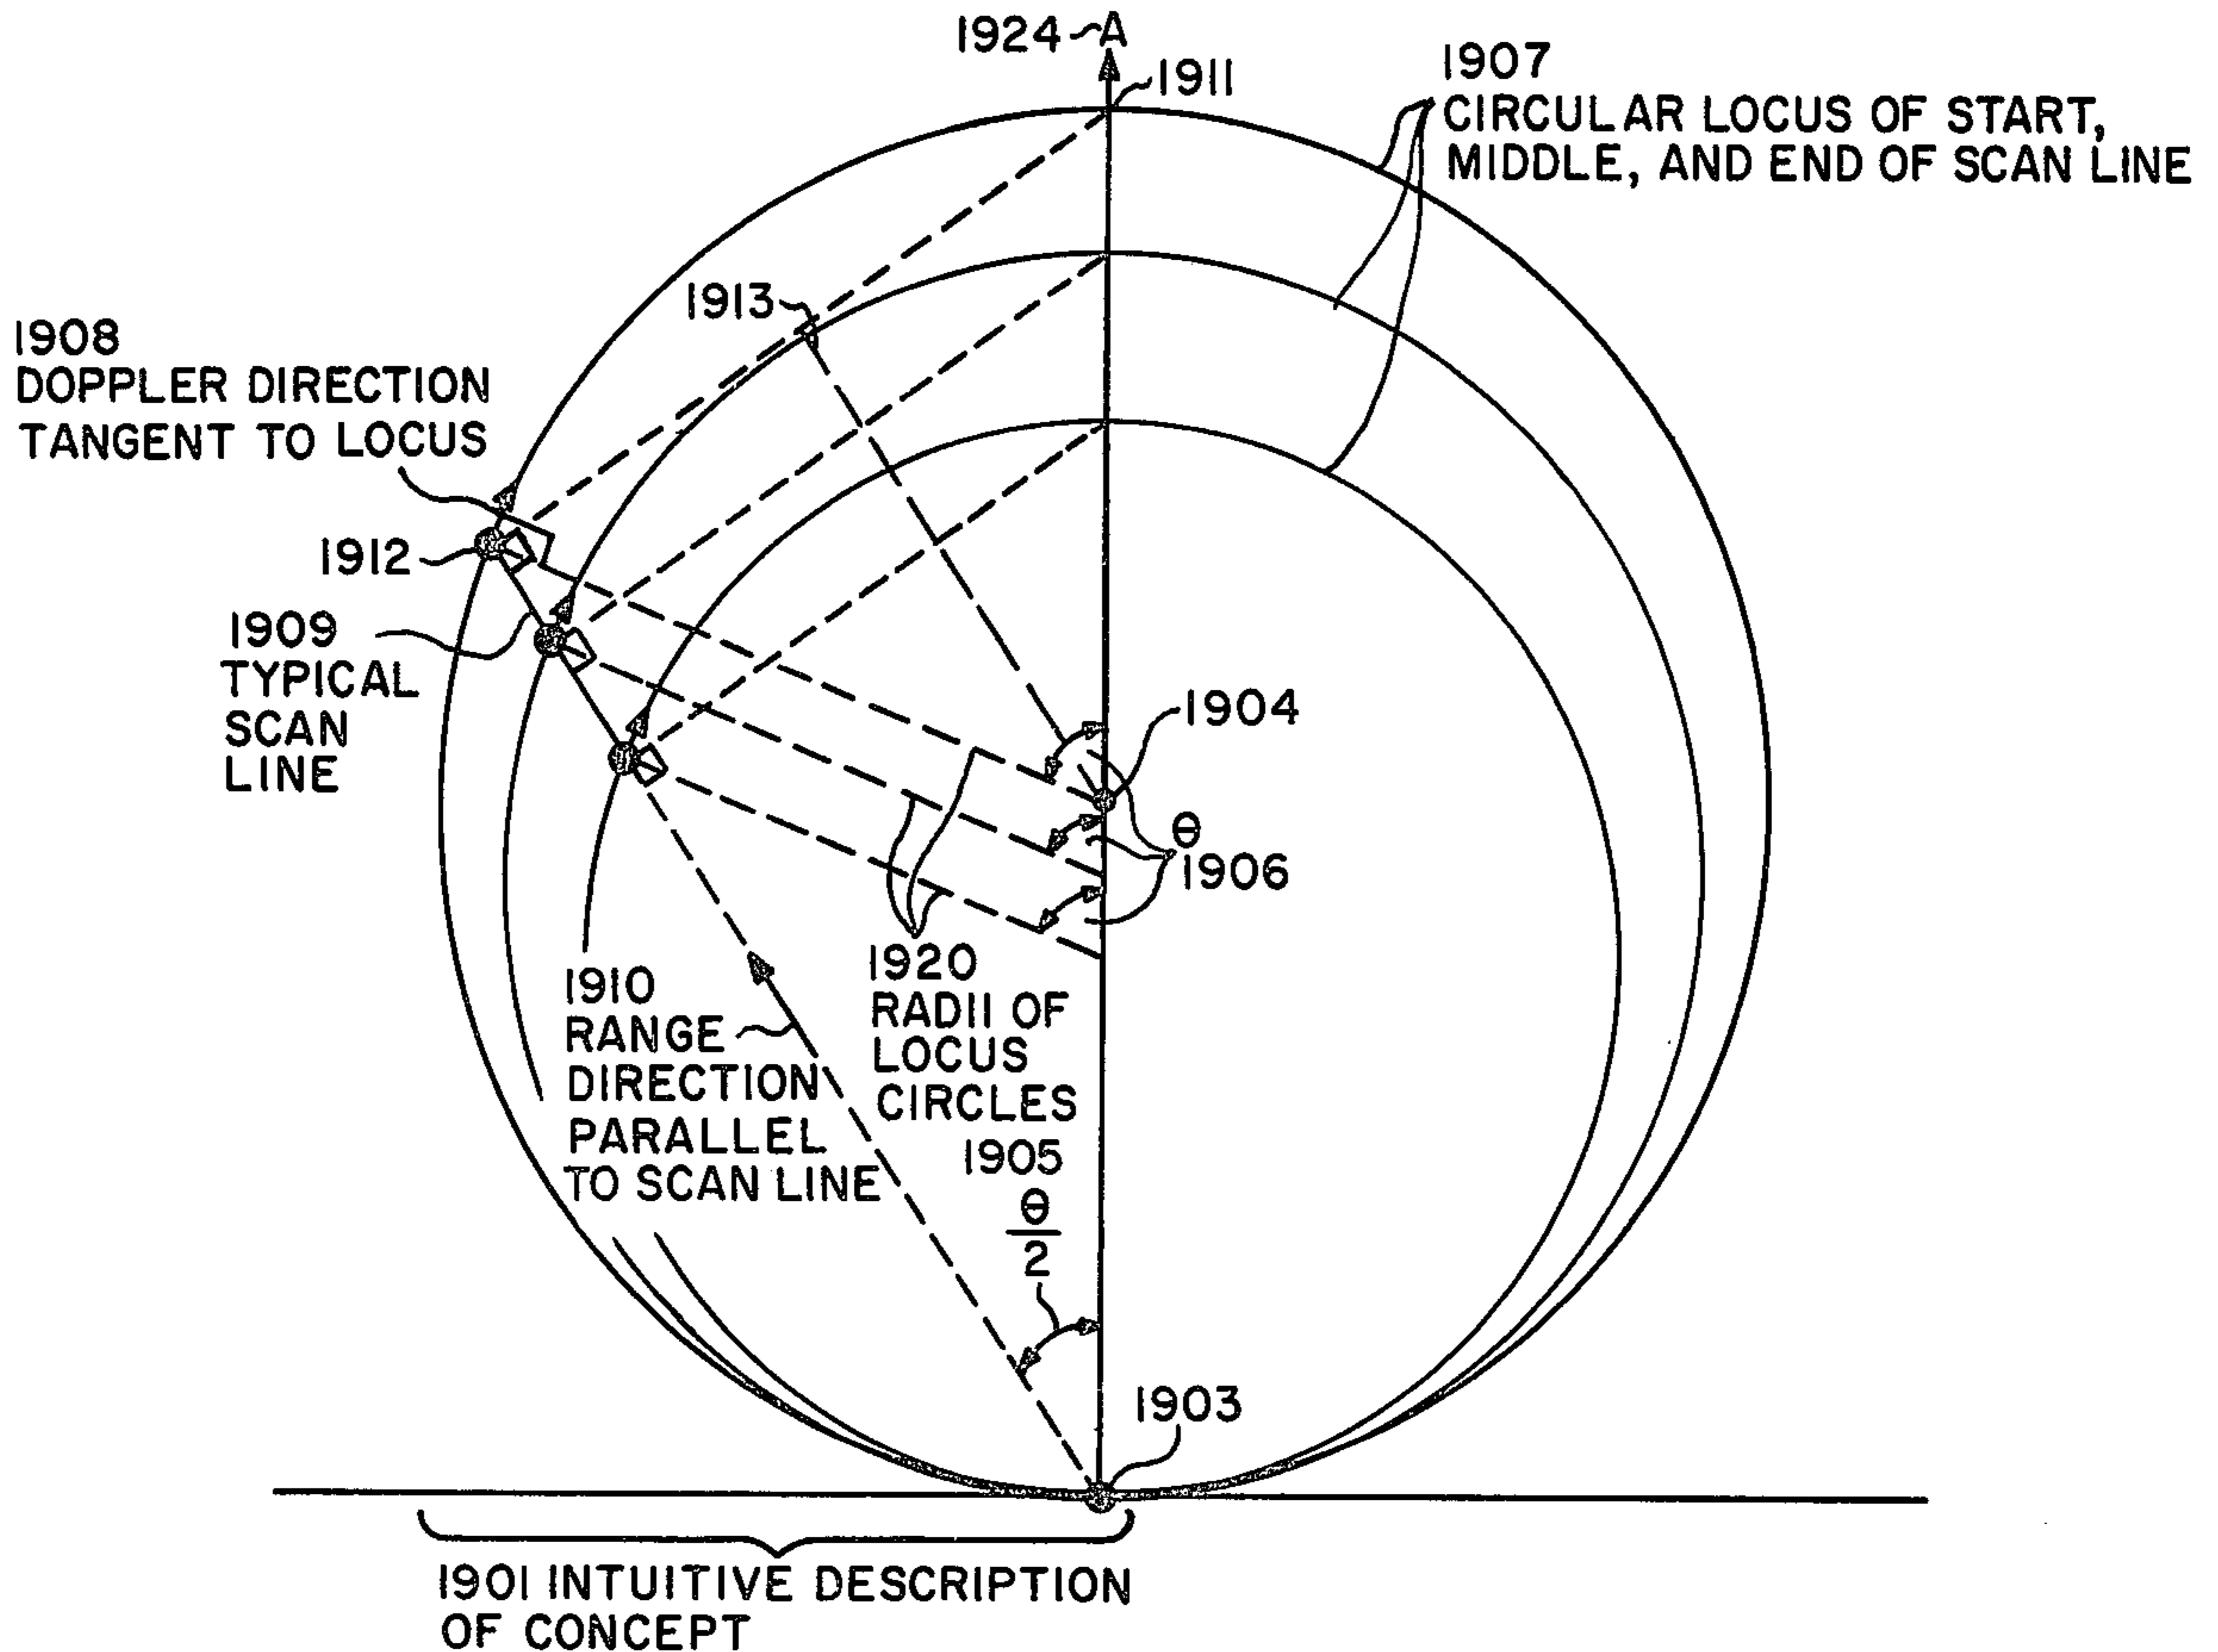 1924 A
1911
1907
CIRCULAR LOCUS OF START,
MIDDLE, AND END OF SCAN LINE
1913
1908
DOPPLER DIRECTION
TANGENT TO LOCUS
1912
1909
TYPICAL
SCAN
LINE
1904
θ
1906
1910
RANGE
DIRECTION
PARALLEL
TO SCAN LINE
1920
RADII OF
LOCUS
CIRCLES
1905
θ
2
1903
1901 INTUITIVE DESCRIPTION
OF CONCEPT